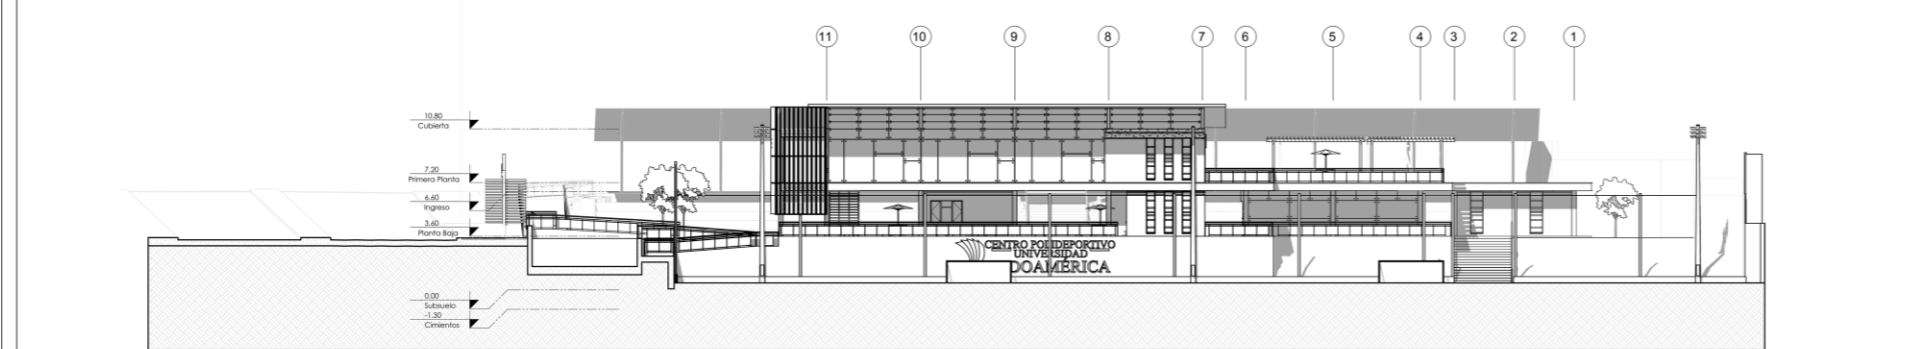 11 10 9 8 7 6 5 4 3 2 1
10.80
Cubierta
7.20
Primera Planta
6.60
Ingreso
3.60
Planta Baja
CENTRO POLIDEPORTIVO
UNIVERSIDAD
DOAMÉRICA
0.00
Subsuelo
-1.30
Cimientos